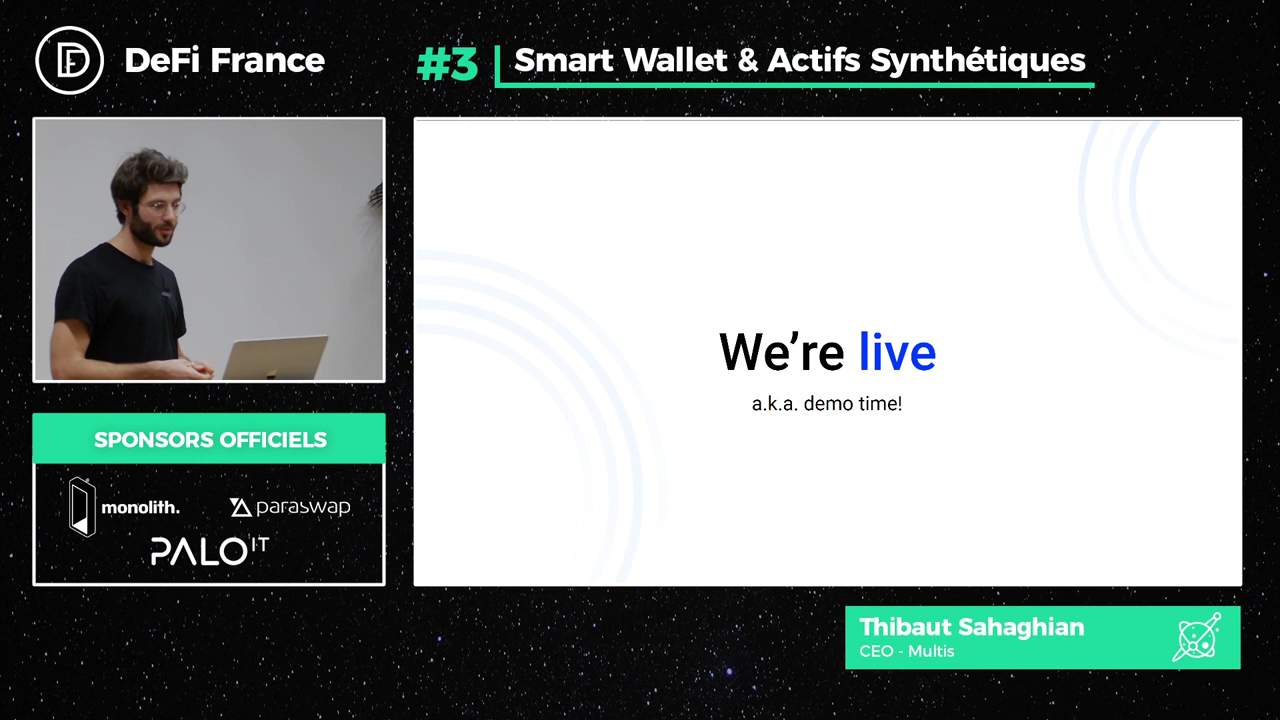 DeFi France
#3
Smart Wallet & Actifs Synthétiques
We're live
a.k.a. demo time!
SPONSORS OFFICIELS
monolith.
paraswap
PALO IT
Thibaut Sahaghian
CEO - Multis